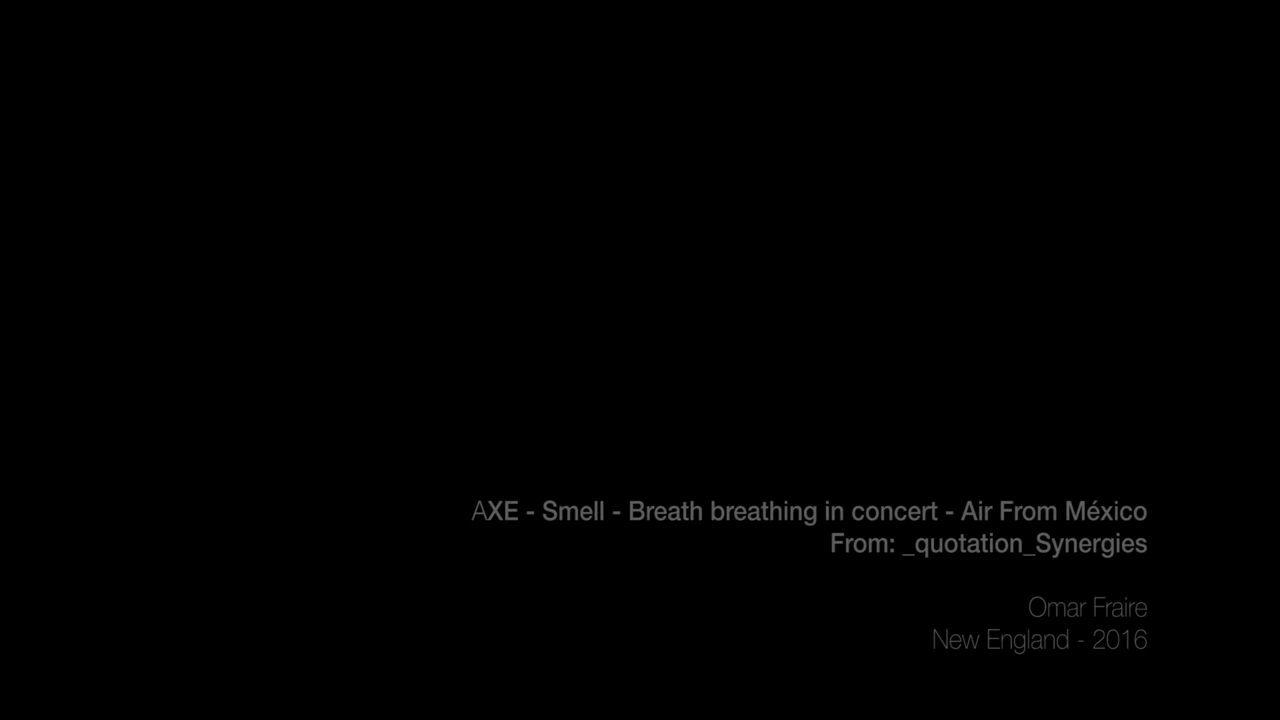 AXE - Smell - Breath breathing in concert - Air From México
From: _quotation_Synergies
Omar Fraire
New England - 2016